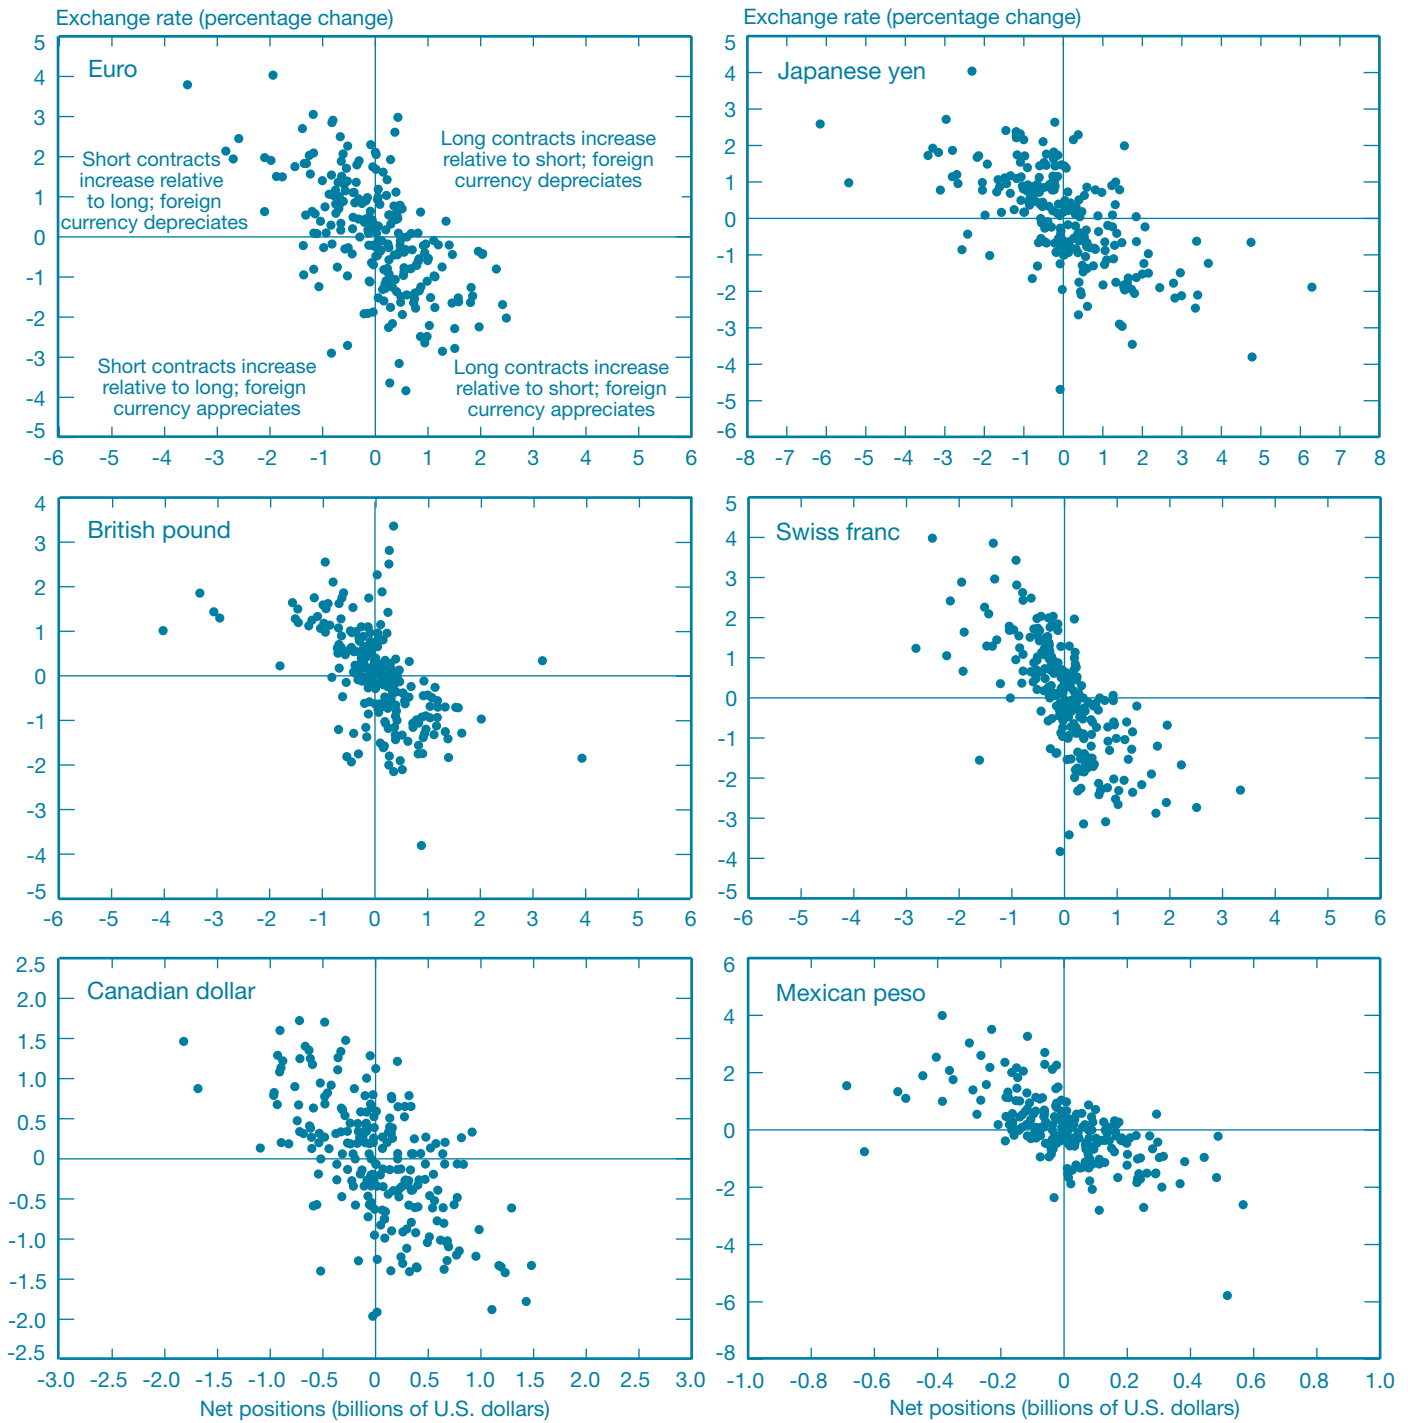 Exchange rate (percentage change)
5
4
3
2
1
0
-1
-2
-3
-4
-5
Euro
Short contracts
increase relative
to long; foreign
currency depreciates
Long contracts increase
relative to short; foreign
currency depreciates
Short contracts increase
relative to long; foreign
currency appreciates
Long contracts increase
relative to short; foreign
currency appreciates
-6 -5 -4 -3 -2 -1 0 1 2 3 4 5 6
Exchange rate (percentage change)
5
4
3
2
1
0
-1
-2
-3
-4
-5
-6
Japanese yen
-8 -7 -6 -5 -4 -3 -2 -1 0 1 2 3 4 5 6 7 8
4
3
2
1
0
-1
-2
-3
-4
-5
British pound
-6 -5 -4 -3 -2 -1 0 1 2 3 4 5 6
5
4
3
2
1
0
-1
-2
-3
-4
-5
Swiss franc
-6 -5 -4 -3 -2 -1 0 1 2 3 4 5 6
2.5
2.0
1.5
1.0
0.5
0
-0.5
-1.0
-1.5
-2.0
-2.5
Canadian dollar
-3.0 -2.5 -2.0 -1.5 -1.0 -0.5 0 0.5 1.0 1.5 2.0 2.5 3.0
Net positions (billions of U.S. dollars)
6
4
2
0
-2
-4
-6
-8
Mexican peso
-1.0 -0.8 -0.6 -0.4 -0.2 0 0.2 0.4 0.6 0.8 1.0
Net positions (billions of U.S. dollars)